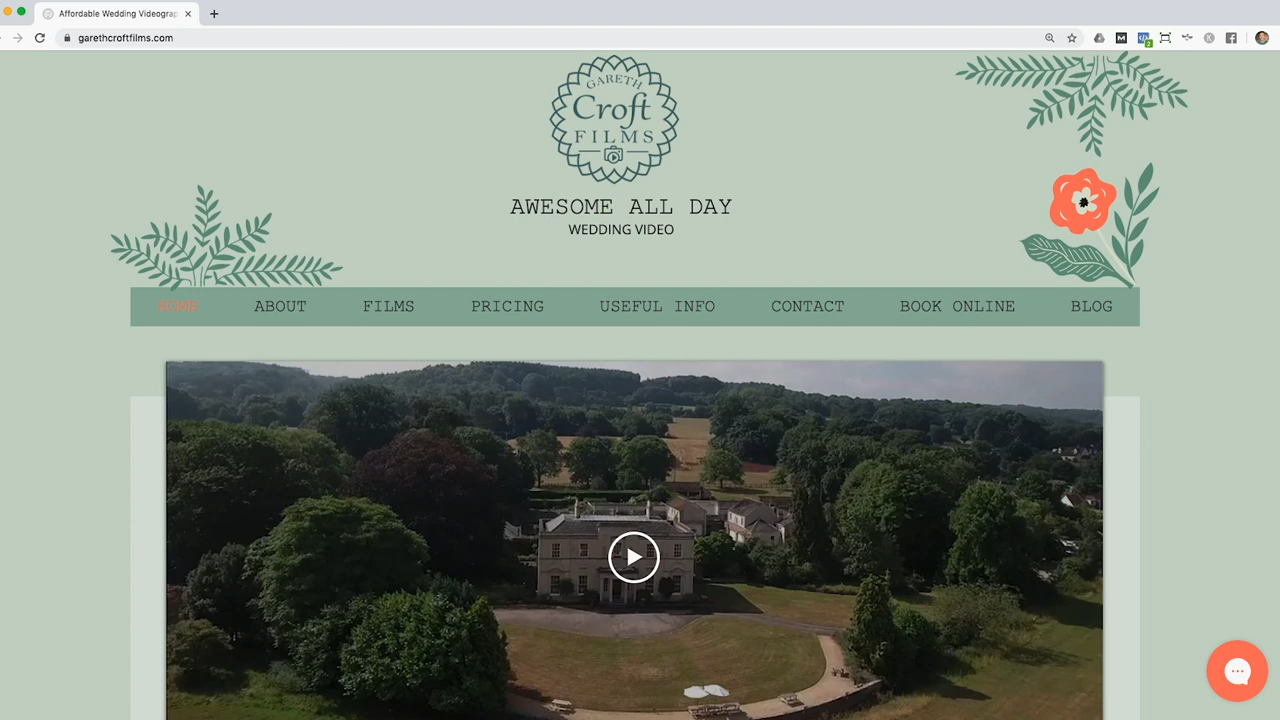 Affordable Wedding Videograp
garethcroftfilms.com
GARETH
Croft
FILMS
AWESOME ALL DAY
WEDDING VIDEO
HOME ABOUT FILMS PRICING USEFUL INFO CONTACT BOOK ONLINE BLOG